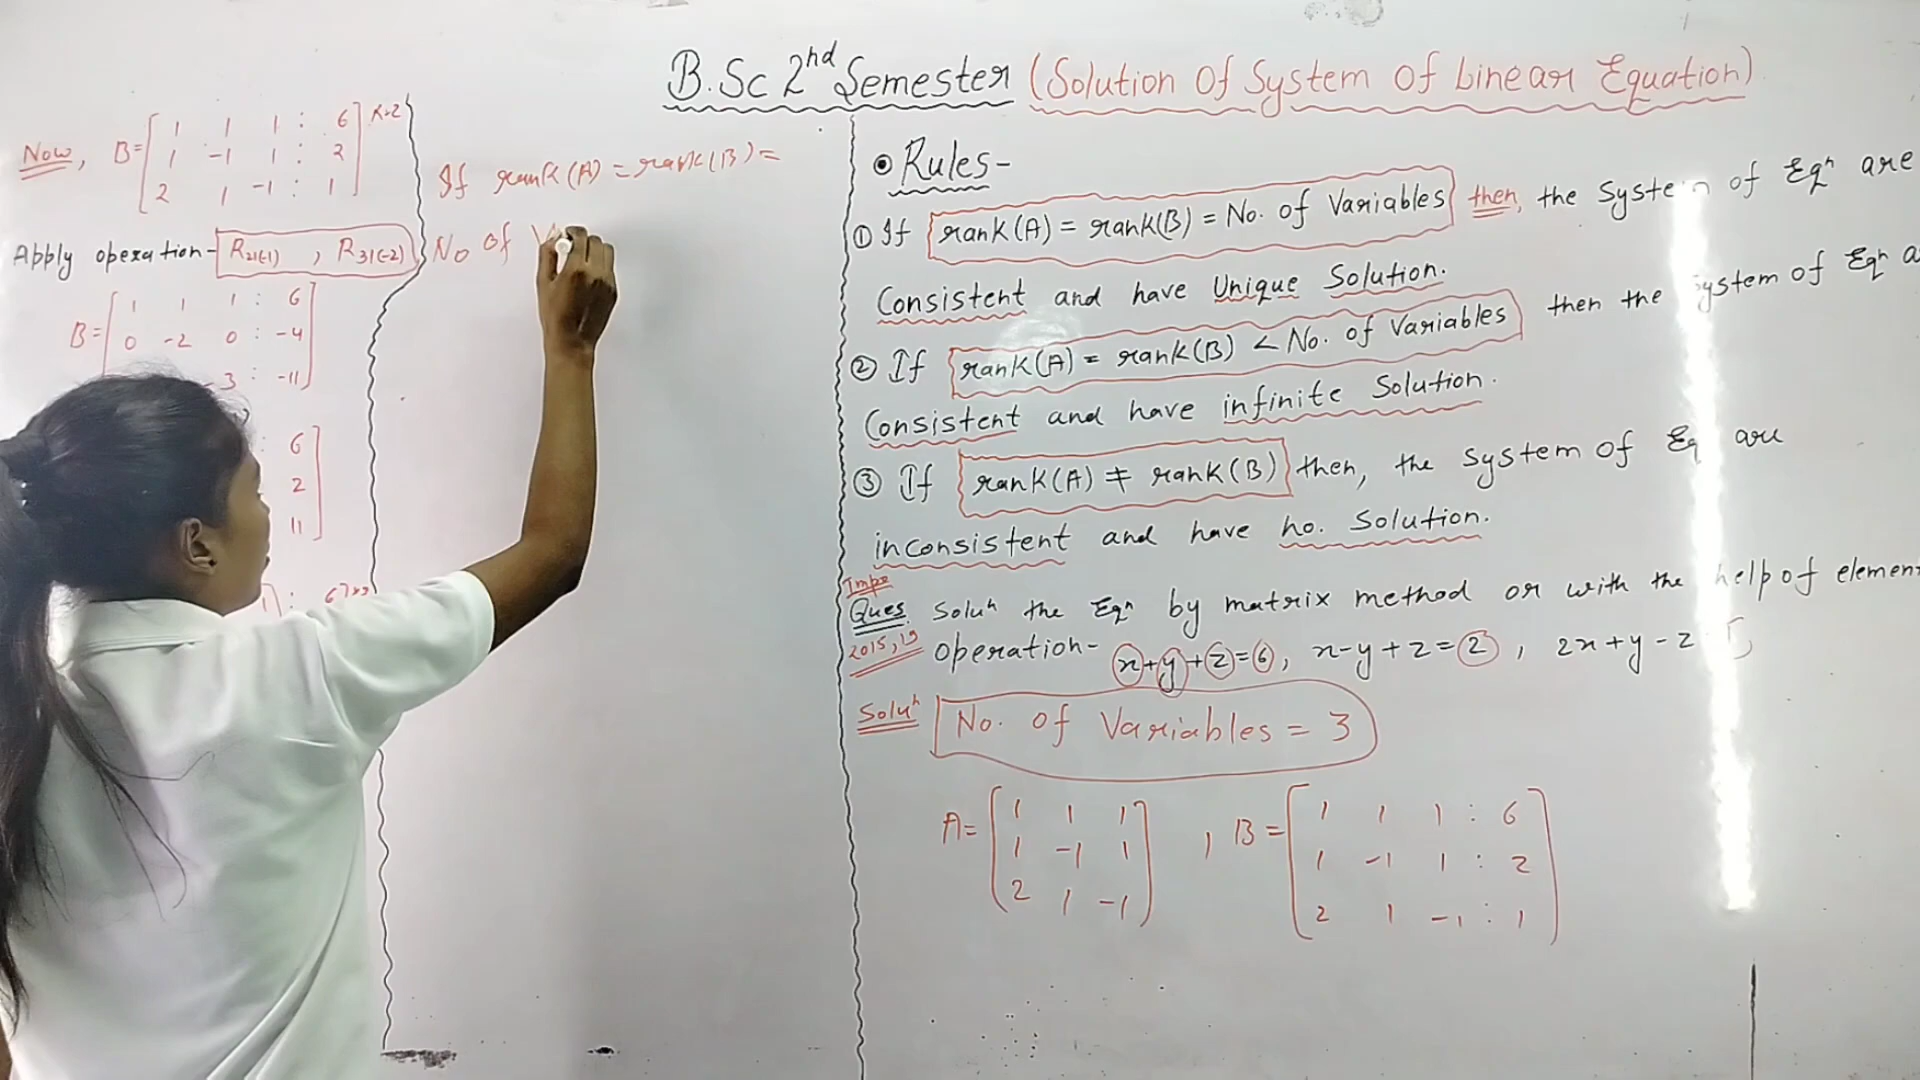 B.Sc 2nd Semester (Solution Of System Of Linear Equation)
Now, B= [ 1 1 1 : 6
1 -1 1 : 2
2 1 -1 : 1 ]
Apply operation- R21(-1) , R31(-2)
B= [ 1 1 1 : 6
0 -2 0 : -4
-3 : -11 ]
6
2
11
1 : 6
If rank(A) = rank(B) =
No of
• Rules-
① If rank(A) = rank(B) = No. of Variables then, the System of Eqn are
Consistent and have Unique Solution.
② If rank(A) = rank(B) < No. of Variables then the System of Eqn a
Consistent and have infinite Solution.
③ If rank(A) ≠ rank(B) then, the System of Eq are
inconsistent and have no. Solution.
Impo
Ques. Soluh the Eqn by matrix method or with the help of elemen
2015,19 operation- x+y+z=6, x-y+z=2, 2x+y-z
Soluh No. of Variables = 3
A= [ 1 1 1 , B= [ 1 1 1 : 6
1 -1 1 1 -1 1 : 2
2 1 -1 ] 2 1 -1 : 1 ]